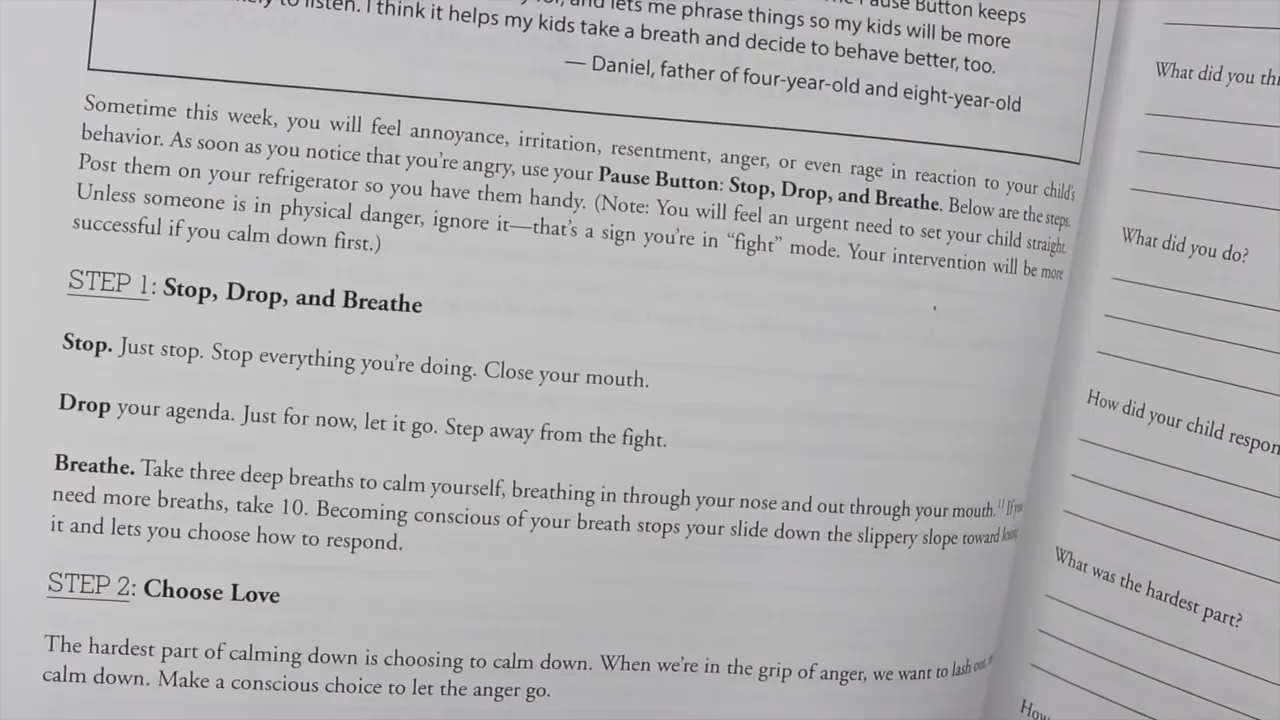 Pause Button keeps
to listen. I think it helps my kids take a breath and decide to behave better, too.
and lets me phrase things so my kids will be more
— Daniel, father of four-year-old and eight-year-old
Sometime this week, you will feel annoyance, irritation, resentment, anger, or even rage in reaction to your child's
behavior. As soon as you notice that you're angry, use your Pause Button: Stop, Drop, and Breathe. Below are the steps.
Post them on your refrigerator so you have them handy. (Note: You will feel an urgent need to set your child straight.
Unless someone is in physical danger, ignore it—that's a sign you're in “fight” mode. Your intervention will be more
successful if you calm down first.)
STEP 1: Stop, Drop, and Breathe
Stop. Just stop. Stop everything you're doing. Close your mouth.
Drop your agenda. Just for now, let it go. Step away from the fight.
Breathe. Take three deep breaths to calm yourself, breathing in through your nose and out through your mouth.¹¹ If you
need more breaths, take 10. Becoming conscious of your breath stops your slide down the slippery slope toward losing
it and lets you choose how to respond.
STEP 2: Choose Love
The hardest part of calming down is choosing to calm down. When we're in the grip of anger, we want to lash out,
calm down. Make a conscious choice to let the anger go.
What did you
What did you do?
How did your child
What was the hardest part?
How